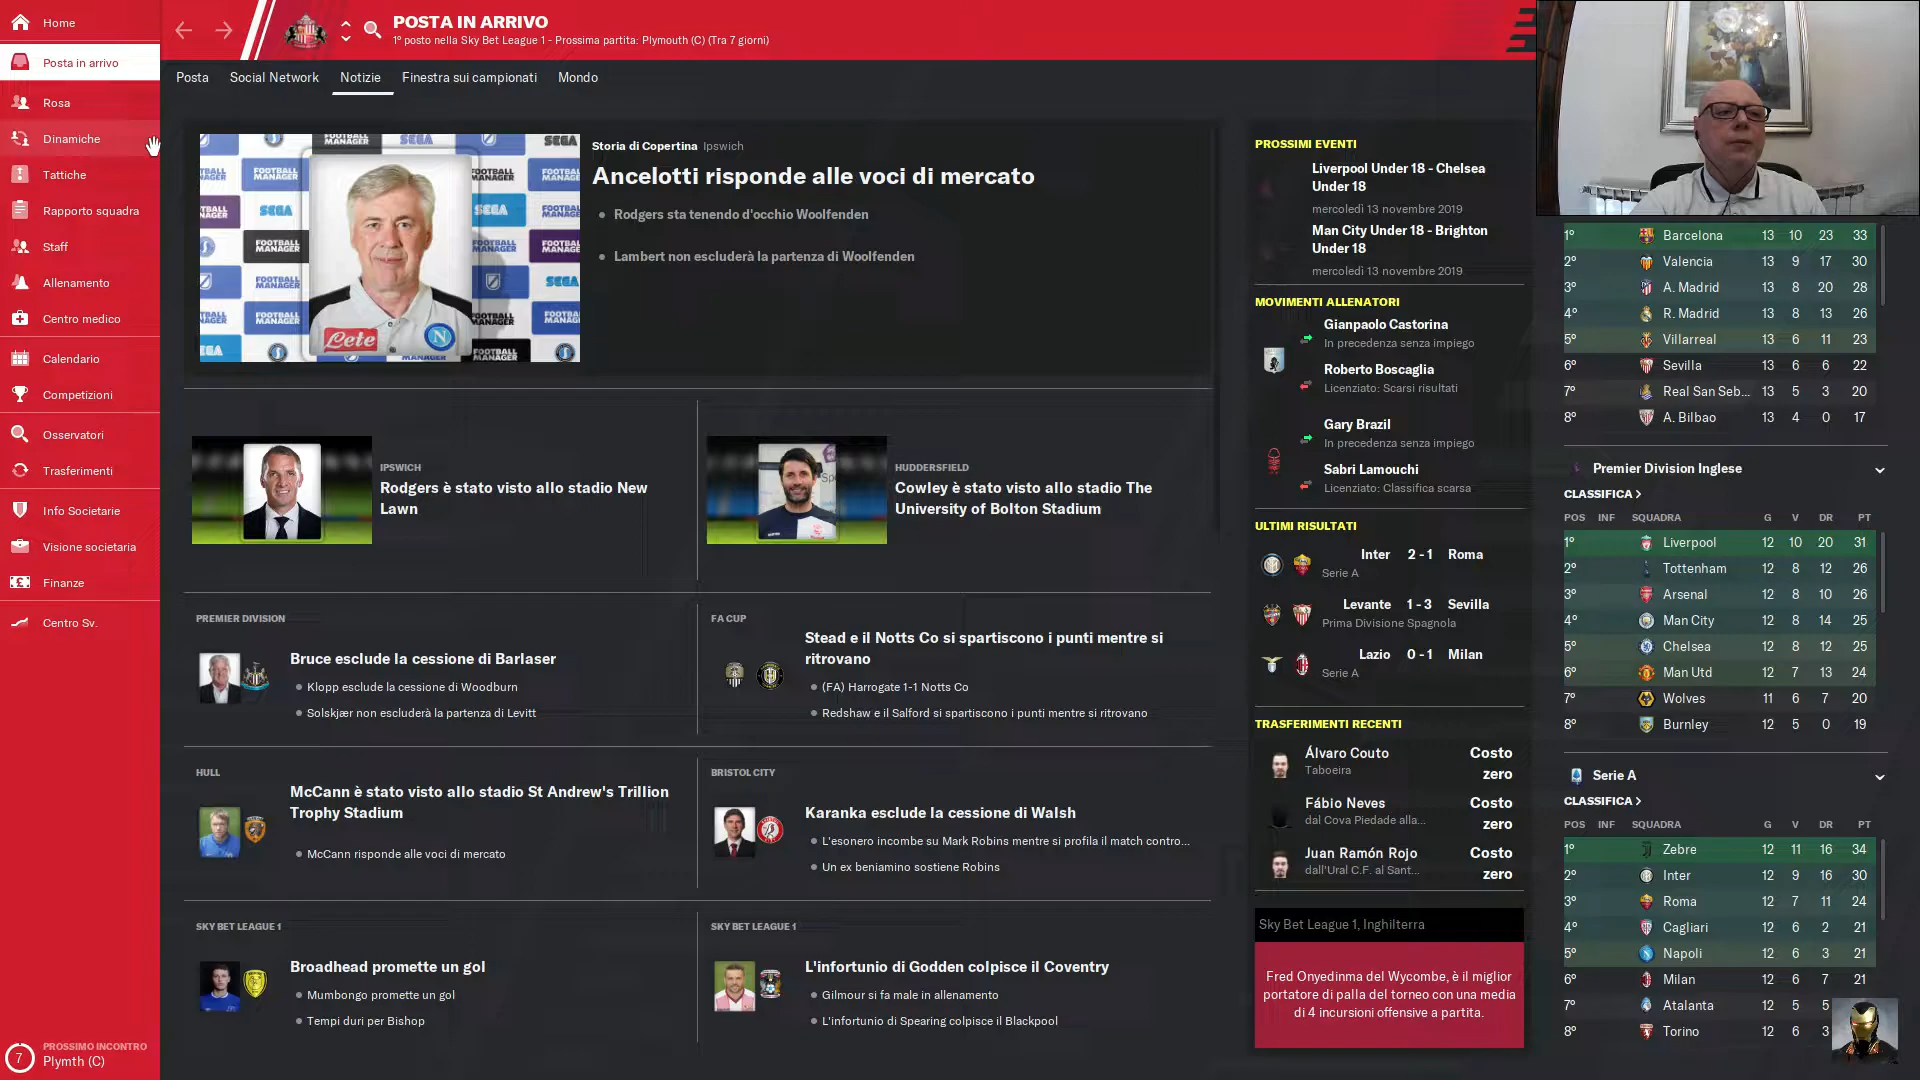 Home
Posta in arrivo
Rosa
Dinamiche
Tattiche
Rapporto squadra
Staff
Allenamento
Centro medico
Calendario
Competizioni
Osservatori
Trasferimenti
Info Societarie
Visione societaria
Finanze
Centro Sv.
7
PROSSIMO INCONTRO
Plymth (C)
POSTA IN ARRIVO
1º posto nella Sky Bet League 1 - Prossima partita: Plymouth (C) (Tra 7 giorni)
Posta Social Network Notizie Finestra sui campionati Mondo
FOOTBALL MANAGER
SEGA
Lete
Storia di Copertina Ipswich
Ancelotti risponde alle voci di mercato
Rodgers sta tenendo d'occhio Woolfenden
Lambert non escluderà la partenza di Woolfenden
IPSWICH
Rodgers è stato visto allo stadio New
Lawn
HUDDERSFIELD
Cowley è stato visto allo stadio The
University of Bolton Stadium
PREMIER DIVISION
Bruce esclude la cessione di Barlaser
Klopp esclude la cessione di Woodburn
Solskjær non escluderà la partenza di Levitt
FA CUP
Stead e il Notts Co si spartiscono i punti mentre si
ritrovano
(FA) Harrogate 1-1 Notts Co
Redshaw e il Salford si spartiscono i punti mentre si ritrovano
HULL
McCann è stato visto allo stadio St Andrew's Trillion
Trophy Stadium
McCann risponde alle voci di mercato
BRISTOL CITY
Karanka esclude la cessione di Walsh
L'esonero incombe su Mark Robins mentre si profila il match contro...
Un ex beniamino sostiene Robins
SKY BET LEAGUE 1
Broadhead promette un gol
Mumbongo promette un gol
Tempi duri per Bishop
SKY BET LEAGUE 1
L'infortunio di Godden colpisce il Coventry
Gilmour si fa male in allenamento
L'infortunio di Spearing colpisce il Blackpool
PROSSIMI EVENTI
Liverpool Under 18 - Chelsea
Under 18
mercoledì 13 novembre 2019
Man City Under 18 - Brighton
Under 18
mercoledì 13 novembre 2019
MOVIMENTI ALLENATORI
Gianpaolo Castorina
In precedenza senza impiego
Roberto Boscaglia
Licenziato: Scarsi risultati
Gary Brazil
In precedenza senza impiego
Sabri Lamouchi
Licenziato: Classifica scarsa
ULTIMI RISULTATI
Inter 2 - 1 Roma
Serie A
Levante 1 - 3 Sevilla
Prima Divisione Spagnola
Lazio 0 - 1 Milan
Serie A
TRASFERIMENTI RECENTI
Álvaro Couto Costo
Taboeira zero
Fábio Neves Costo
dal Cova Piedade alla... zero
Juan Ramón Rojo Costo
dall'Ural C.F. al Sant... zero
Sky Bet League 1, Inghilterra
Fred Onyedinma del Wycombe, è il miglior
portatore di palla del torneo con una media
di 4 incursioni offensive a partita.
1º Barcelona 13 10 23 33
2º Valencia 13 9 17 30
3º A. Madrid 13 8 20 28
4º R. Madrid 13 8 13 26
5º Villarreal 13 6 11 23
6º Sevilla 13 6 6 22
7º Real San Seb... 13 5 3 20
8º A. Bilbao 13 4 0 17
Premier Division Inglese
CLASSIFICA >
POS INF SQUADRA G V DR PT
1º Liverpool 12 10 20 31
2º Tottenham 12 8 12 26
3º Arsenal 12 8 10 26
4º Man City 12 8 14 25
5º Chelsea 12 8 12 25
6º Man Utd 12 7 13 24
7º Wolves 11 6 7 20
8º Burnley 12 5 0 19
Serie A
CLASSIFICA >
POS INF SQUADRA G V DR PT
1º Zebre 12 11 16 34
2º Inter 12 9 16 30
3º Roma 12 7 11 24
4º Cagliari 12 6 2 21
5º Napoli 12 6 3 21
6º Milan 12 6 7 21
7º Atalanta 12 5 5
8º Torino 12 6 3